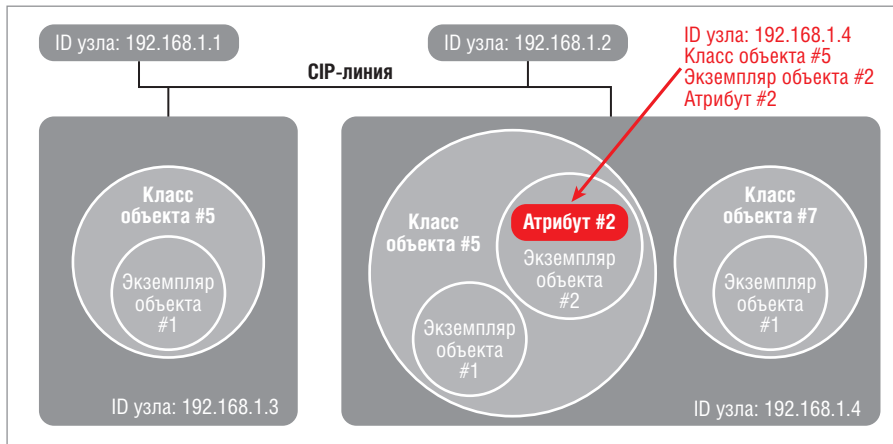 ID узла: 192.168.1.1
ID узла: 192.168.1.2
ID узла: 192.168.1.4
Класс объекта #5
Экземпляр объекта #2
Атрибут #2
CIP-линия
Класс
объекта #5
Экземпляр
объекта
#1
ID узла: 192.168.1.3
Класс
объекта #5
Атрибут #2
Экземпляр
объекта
#2
Экземпляр
объекта
#1
Класс
объекта #7
Экземпляр
объекта
#1
ID узла: 192.168.1.4